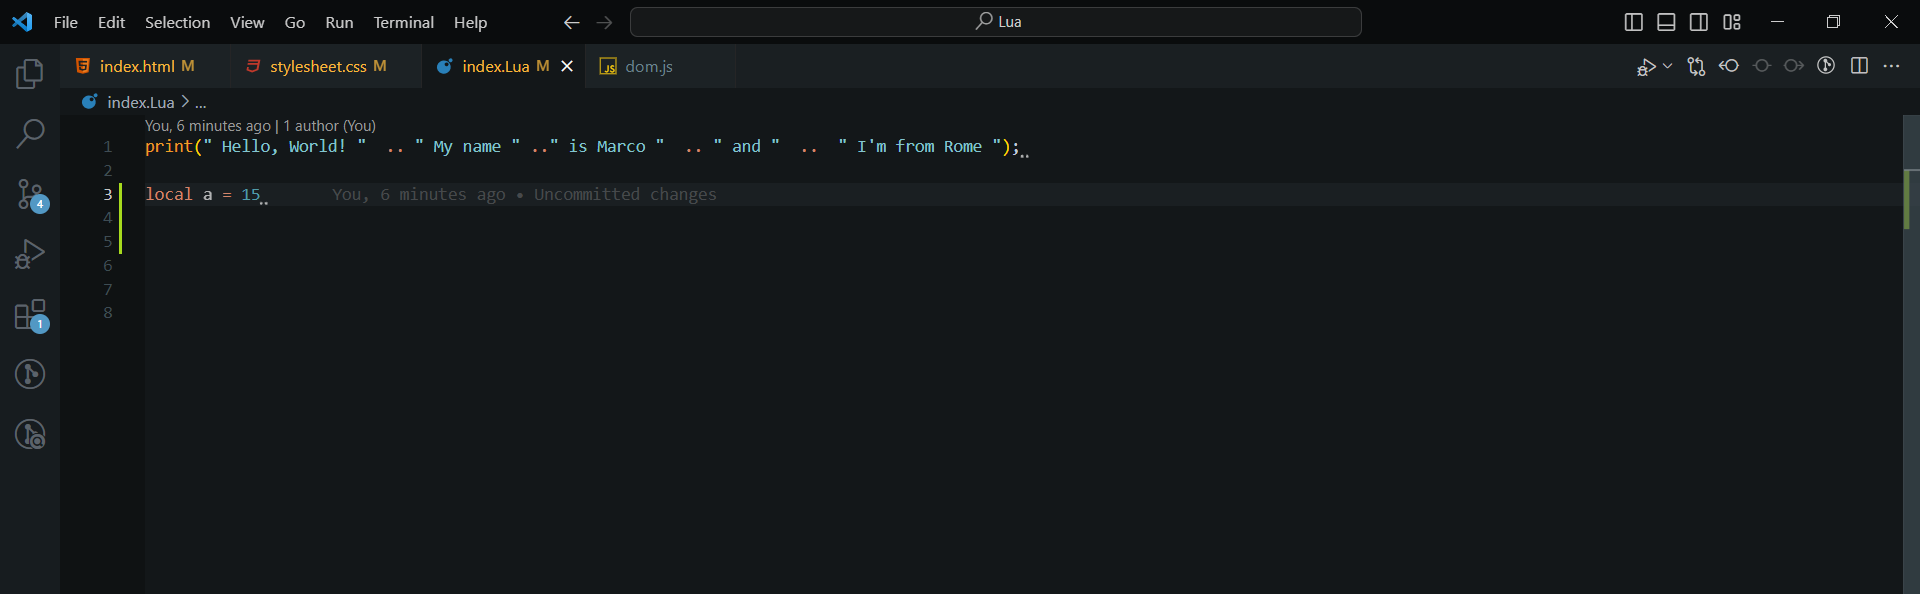 File Edit Selection View Go Run Terminal Help Lua
index.html M stylesheet.css M index.Lua M dom.js
index.Lua > ...
You, 6 minutes ago | 1 author (You)
1 print(" Hello, World! "  .. " My name " .." is Marco "  .. " and "  ..  " I'm from Rome ");
2
3 local a = 15 You, 6 minutes ago • Uncommitted changes
4
4
5
6
7
1
8